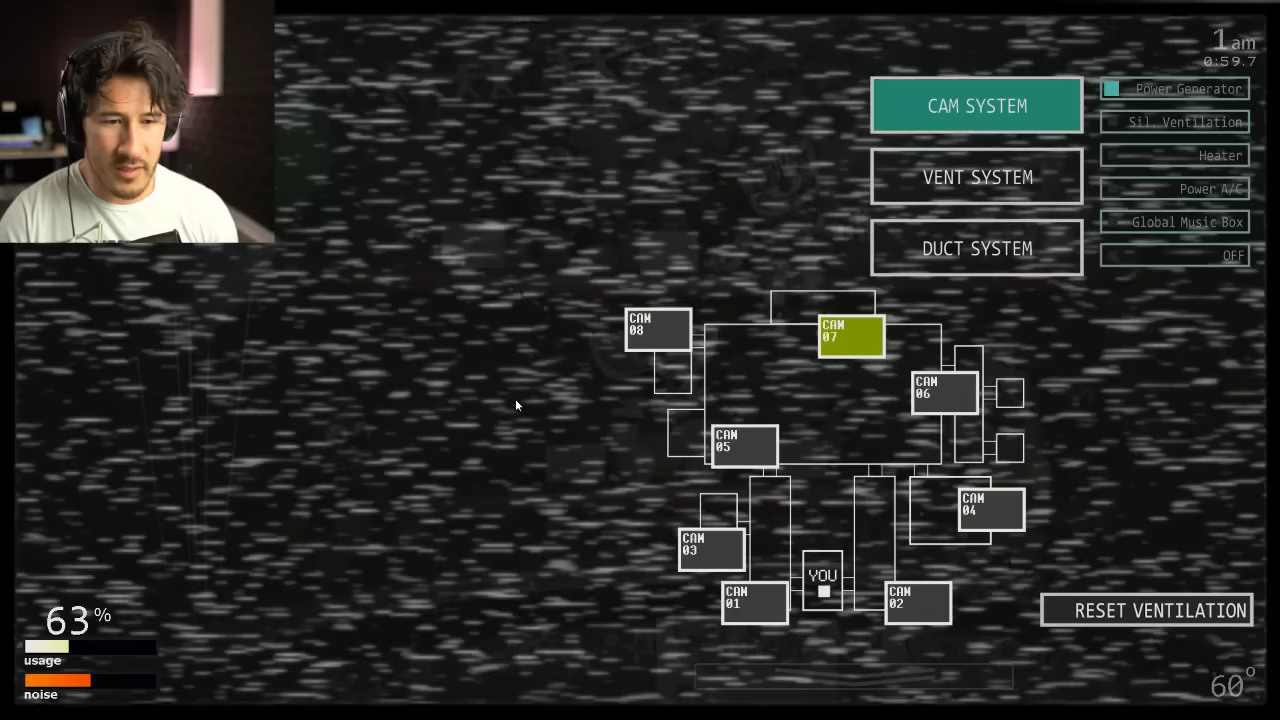 1 am
0:59.7
CAM SYSTEM
Power Generator
Sil. Ventilation
Heater
VENT SYSTEM
Power A/C
Global Music Box
DUCT SYSTEM
OFF
CAM
08
CAM
07
CAM
06
CAM
05
CAM
04
CAM
03
YOU
CAM
01
CAM
02
RESET VENTILATION
63%
usage
noise
60°